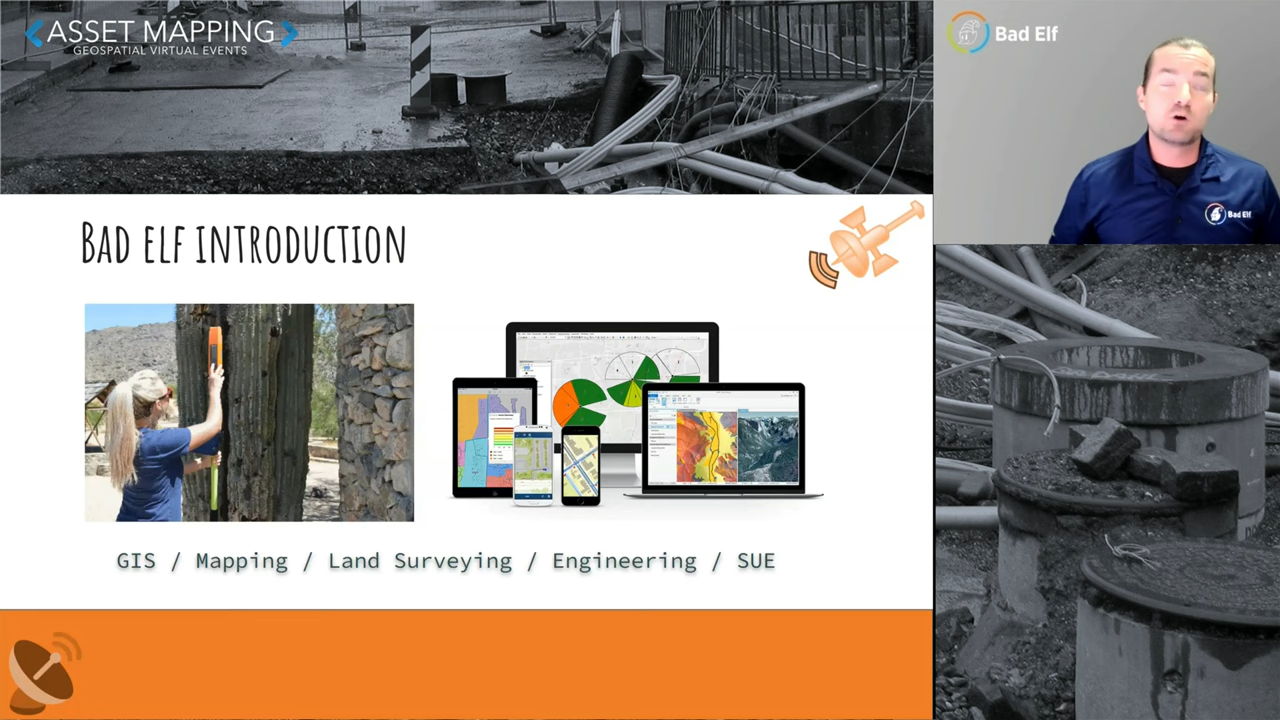 ASSET MAPPING
GEOSPATIAL VIRTUAL EVENTS
Bad Elf
Bad Elf
BAD ELF INTRODUCTION
GIS / Mapping / Land Surveying / Engineering / SUE